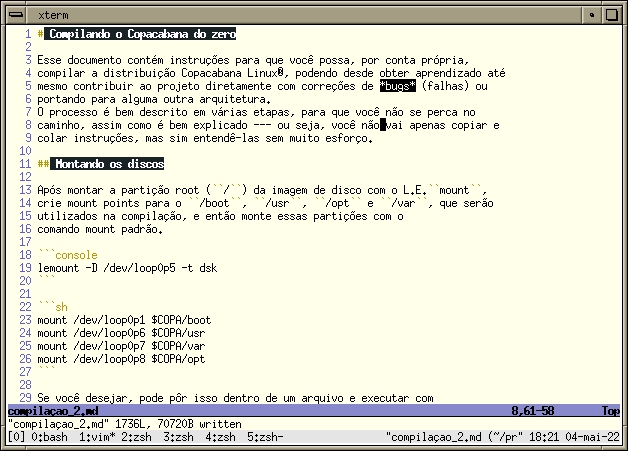 xterm
1 # Compilando o Copacabana do zero
2
3 Esse documento contém instruções para que você possa, por conta própria,
4 compilar a distribuição Copacabana Linux®, podendo desde obter aprendizado até
5 mesmo contribuir ao projeto diretamente com correções de *bugs* (falhas) ou
6 portando para alguma outra arquitetura.
7 O processo é bem descrito em várias etapas, para que você não se perca no
8 caminho, assim como é bem explicado --- ou seja, você não vai apenas copiar e
9 colar instruções, mas sim entendê-las sem muito esforço.
10
11 ## Montando os discos
12
13 Após montar a partição root (``/``) da imagem de disco com o L.E.``mount``,
14 crie mount points para o ``/boot``, ``/usr``, ``/opt`` e ``/var``, que serão
15 utilizados na compilação, e então monte essas partições com o
16 comando mount padrão.
17
18 ```console
19 lemount -D /dev/loop0p5 -t dsk
20 ```
21
22 ```sh
23 mount /dev/loop0p1 $COPA/boot
24 mount /dev/loop0p6 $COPA/usr
25 mount /dev/loop0p7 $COPA/var
26 mount /dev/loop0p8 $COPA/opt
27 ```
28
29 Se você desejar, pode pôr isso dentro de um arquivo e executar com
compilaçao_2.md 8,61-58 Top
"compilaçao_2.md" 1736L, 70720B written
[0] 0:bash 1:vim* 2:zsh 3:zsh 4:zsh 5:zsh- "compilaçao_2.md (~/pr" 18:21 04-mai-22